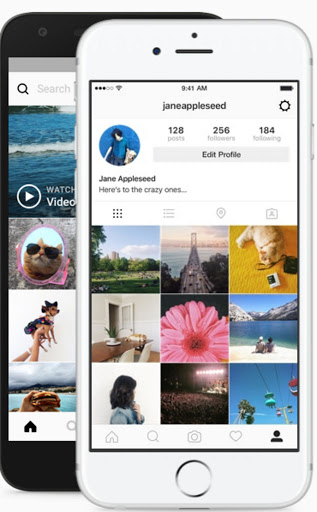 Search
WATCH
Video
9:41 AM
janeappleseed
128 256 184
posts followers following
Edit Profile
Jane Appleseed
Here's to the crazy ones...